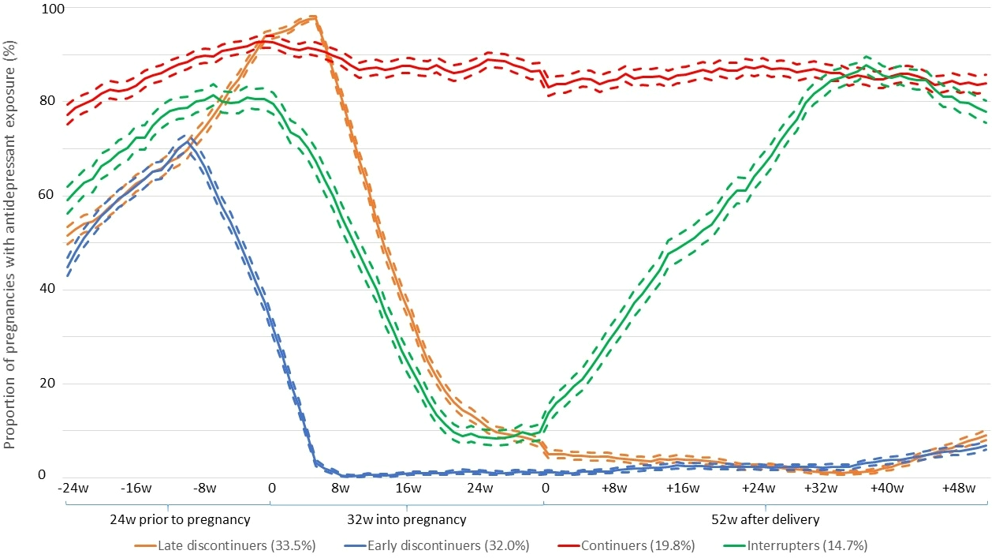 Proportion of pregnancies with antidepressant exposure (%)
100
80
60
40
20
0
-24w -16w -8w 0 8w 16w 24w 0 +8w +16w +24w +32w +40w +48w
24w prior to pregnancy 32w into pregnancy 52w after delivery
Late discontinuers (33.5%) Early discontinuers (32.0%) Continuers (19.8%) Interrupters (14.7%)